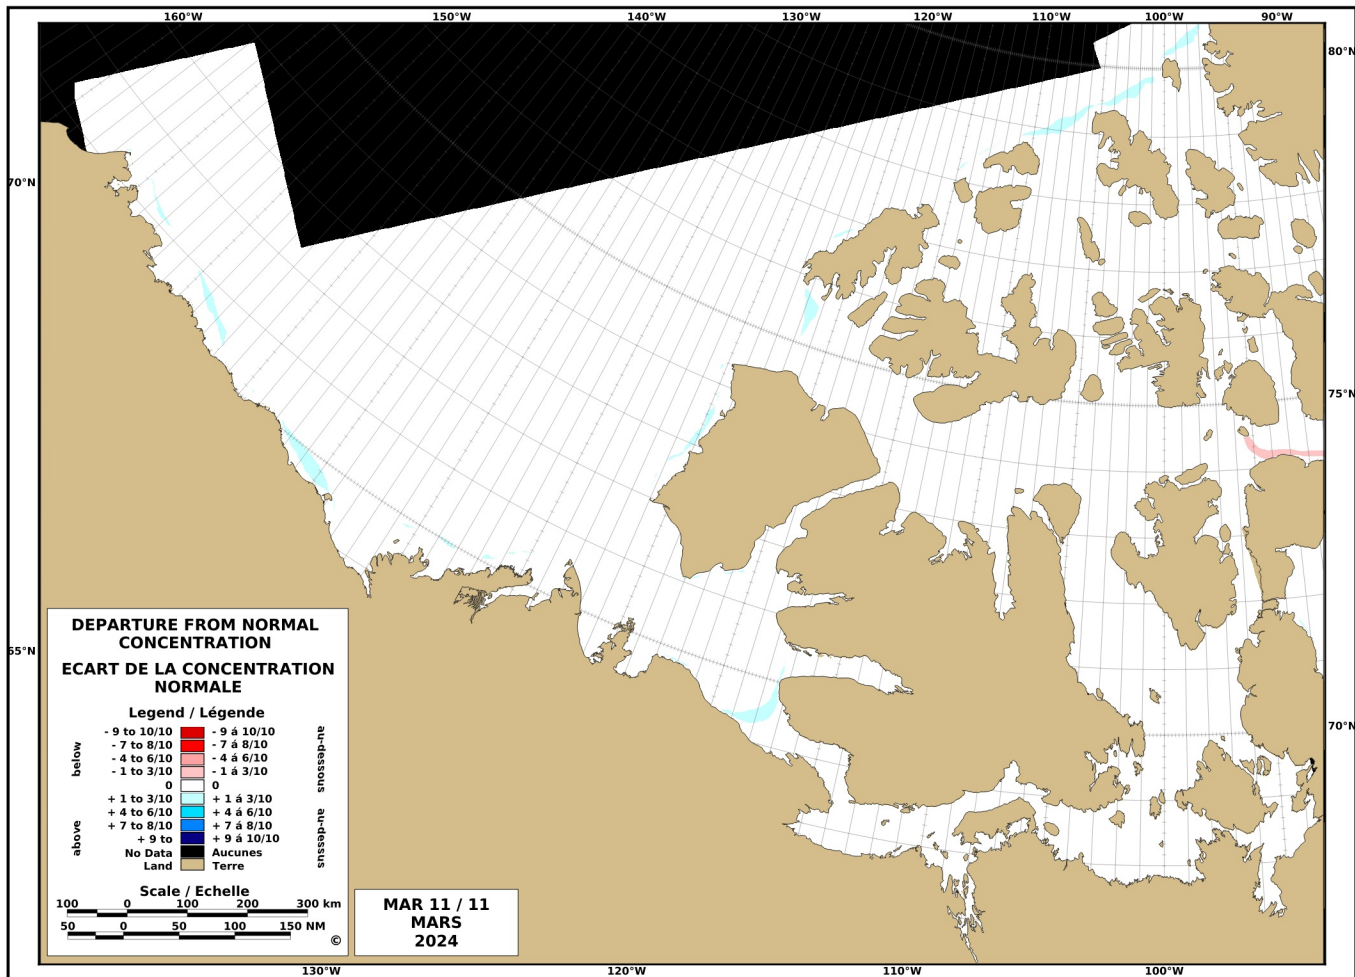 160°W 150°W 140°W 130°W 120°W 110°W 100°W 90°W
80°N
70°N
75°N
65°N
70°N
DEPARTURE FROM NORMAL
CONCENTRATION
ECART DE LA CONCENTRATION
NORMALE
Legend / Légende
below
au-dessous
- 9 to 10/10 - 9 á 10/10
- 7 to 8/10 - 7 á 8/10
- 4 to 6/10 - 4 á 6/10
- 1 to 3/10 - 1 á 3/10
0 0
above
au-dessus
+ 1 to 3/10 + 1 á 3/10
+ 4 to 6/10 + 4 á 6/10
+ 7 to 8/10 + 7 á 8/10
+ 9 to + 9 á 10/10
No Data Aucunes
Land Terre
Scale / Echelle
100 0 100 200 300 km
50 0 50 100 150 NM
©
MAR 11 / 11
MARS
2024
130°W 120°W 110°W 100°W